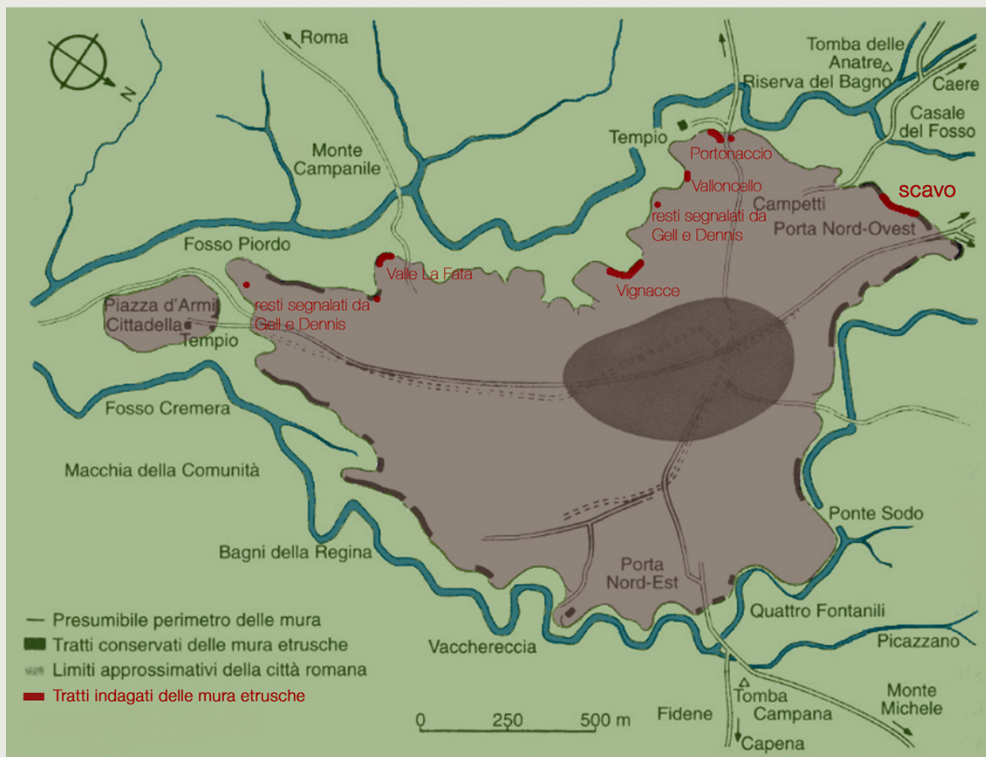 N
Roma
Tomba delle
Anatre
Riserva del Bagno
Caere
Casale
del Fosso
Tempio
Monte
Campanile
Portonaccio
Valloncello
scavo
Campetti
resti segnalati da
Gell e Dennis
Porta Nord-Ovest
Fosso Piordo
Valle La Fata
Vignacce
Piazza d'Armi
Cittadella
resti segnalati da
Gell e Dennis
Tempio
Fosso Cremera
Macchia della Comunità
Ponte Sodo
Bagni della Regina
Porta
Nord-Est
Quattro Fontanili
Vacchereccia
Picazzano
Presumibile perimetro delle mura
Tratti conservati delle mura etrusche
Limiti approssimativi della città romana
Tratti indagati delle mura etrusche
0 250 500 m
Fidene
Tomba
Campana
Monte
Michele
Capena